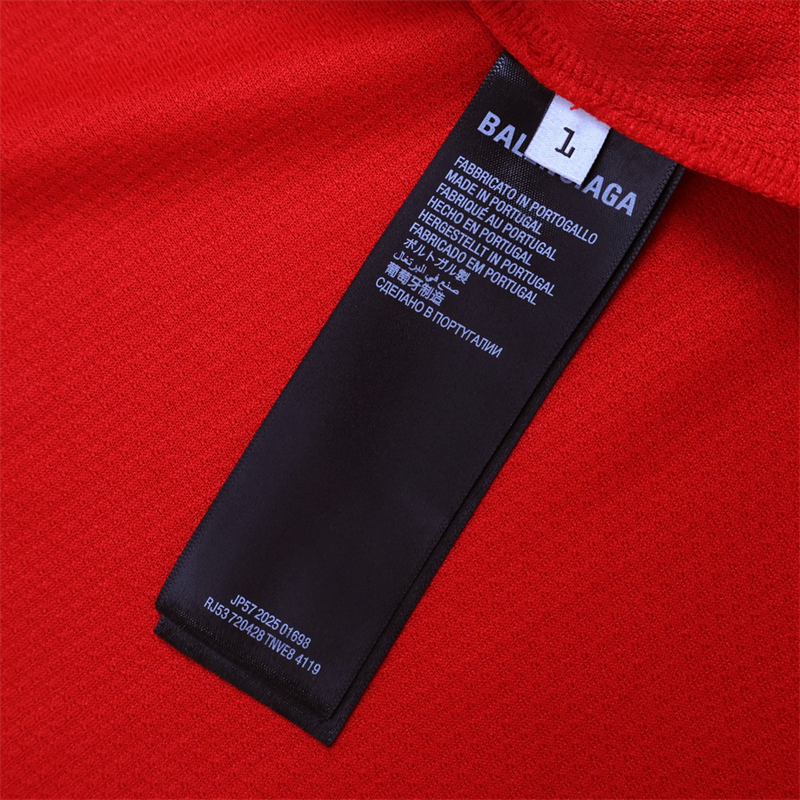 BALENCIAGA
1
FABBRICATO IN PORTOGALLO
MADE IN PORTUGAL
FABRIQUÉ AU PORTUGAL
HECHO EN PORTUGAL
HERGESTELLT IN PORTUGAL
FABRICADO EM PORTUGAL
ポルトガル製
صنع في البرتغال
葡萄牙制造
СДЕЛАНО В ПОРТУГАЛИИ
JP57 2025 01698
RJ53 720428 TNVE8 4119